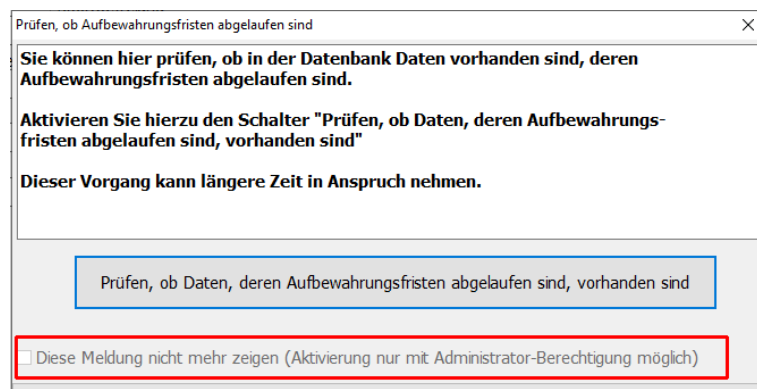 Prüfen, ob Aufbewahrungsfristen abgelaufen sind
Sie können hier prüfen, ob in der Datenbank Daten vorhanden sind, deren
Aufbewahrungsfristen abgelaufen sind.
Aktivieren Sie hierzu den Schalter "Prüfen, ob Daten, deren Aufbewahrungs-
fristen abgelaufen sind, vorhanden sind"
Dieser Vorgang kann längere Zeit in Anspruch nehmen.
Prüfen, ob Daten, deren Aufbewahrungsfristen abgelaufen sind, vorhanden sind
Diese Meldung nicht mehr zeigen (Aktivierung nur mit Administrator-Berechtigung möglich)